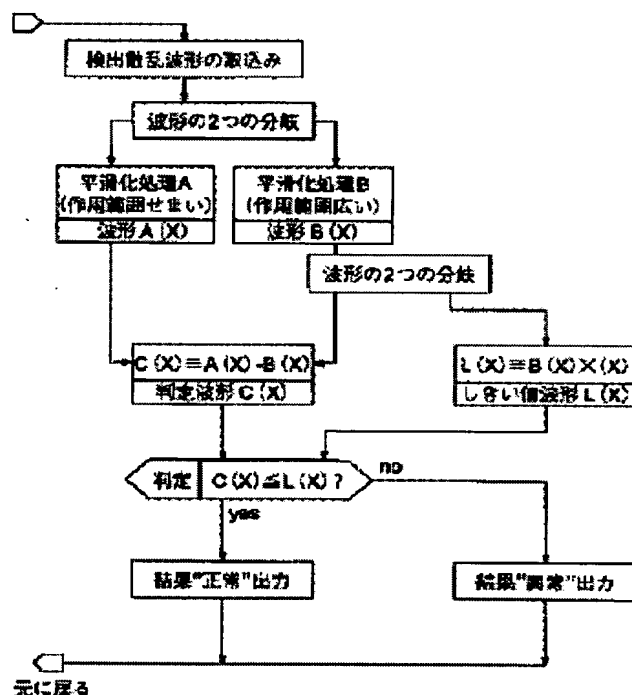 検出散乱波形の取込み
波形の2つの分岐
平滑化処理A
(作用範囲せまい)
波形A(X)
平滑化処理B
(作用範囲広い)
波形B(X)
波形の2つの分岐
C(X)=A(X)-B(X)
判定波形C(X)
L(X)=B(X)×(X)
しきい値波形L(X)
判定 C(X)≦L(X)?
no
yes
結果"正常"出力
結果"異常"出力
元に戻る